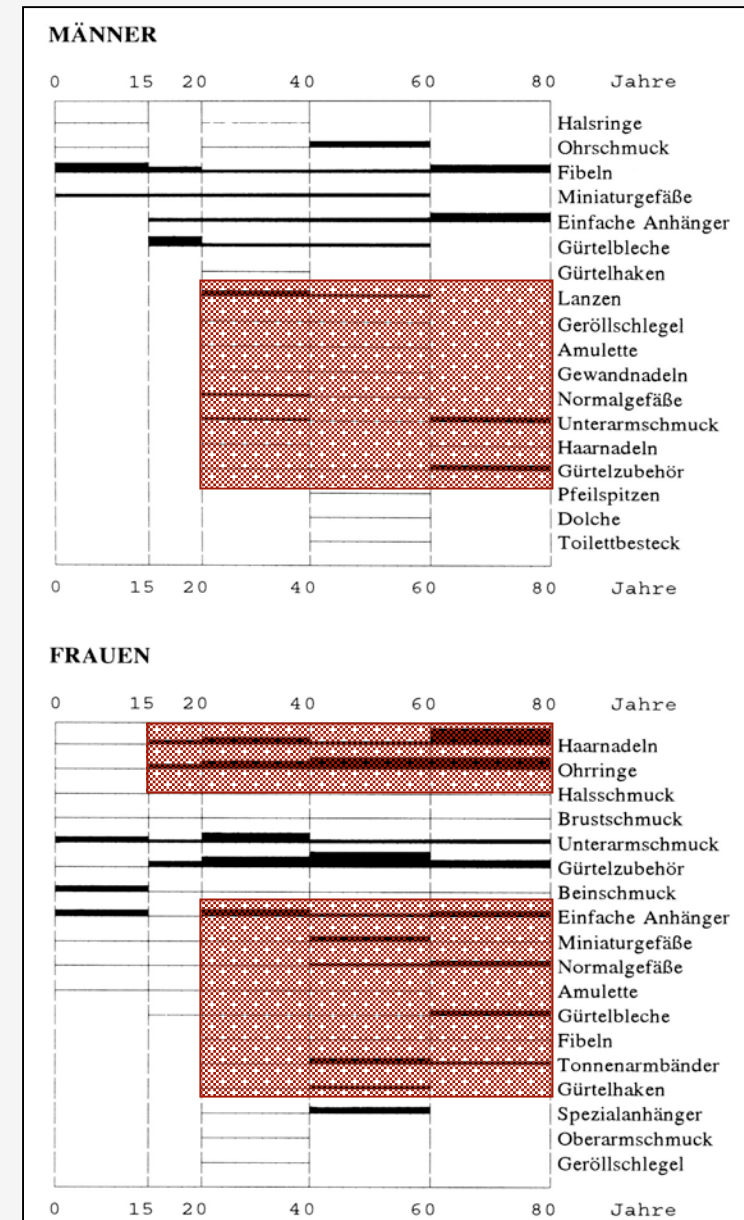 MÄNNER
0 15 20 40 60 80 Jahre
Halsringe
Ohrschmuck
Fibeln
Miniaturgefäße
Einfache Anhänger
Gürtelbleche
Gürtelhaken
Lanzen
Geröllschlegel
Amulette
Gewandnadeln
Normalgefäße
Unterarmschmuck
Haarnadeln
Gürtelzubehör
Pfeilspitzen
Dolche
Toilettbesteck
0 15 20 40 60 80 Jahre
FRAUEN
0 15 20 40 60 80 Jahre
Haarnadeln
Ohrringe
Halsschmuck
Brustschmuck
Unterarmschmuck
Gürtelzubehör
Beinschmuck
Einfache Anhänger
Miniaturgefäße
Normalgefäße
Amulette
Gürtelbleche
Fibeln
Tonnenarmbänder
Gürtelhaken
Spezialanhänger
Oberarmschmuck
Geröllschlegel
0 15 20 40 60 80 Jahre